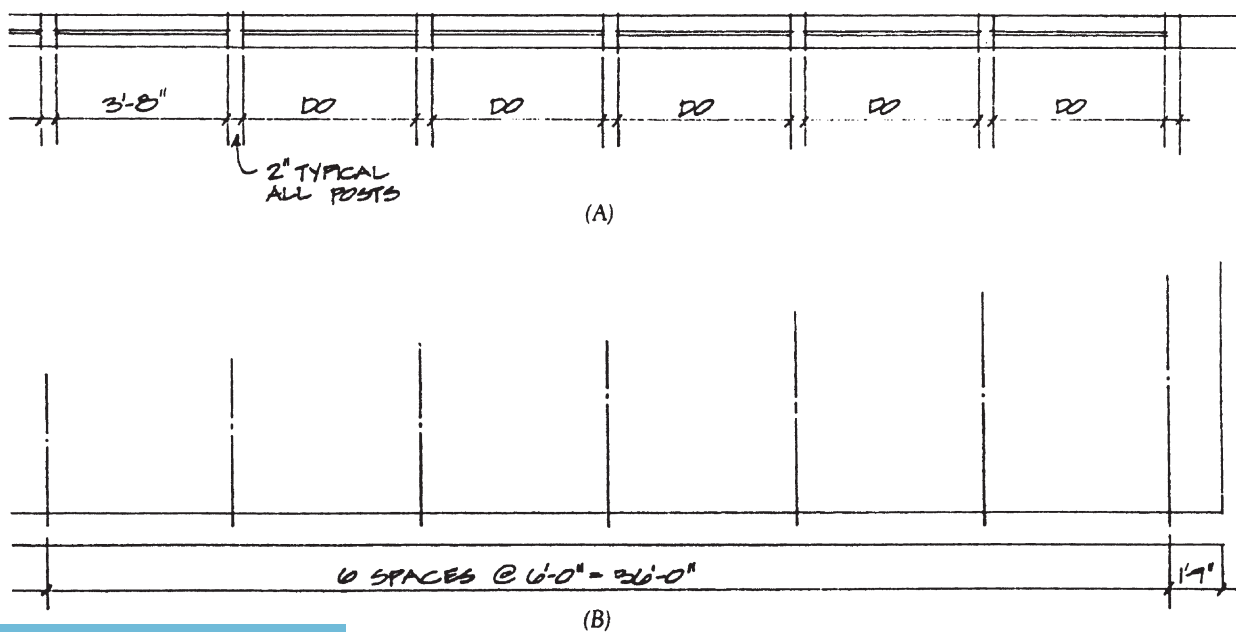 3'-8" DO DO DO DO DO
2" TYPICAL
ALL POSTS
(A)
6 SPACES @ 6'-0" = 36'-0" 1'-9"
(B)